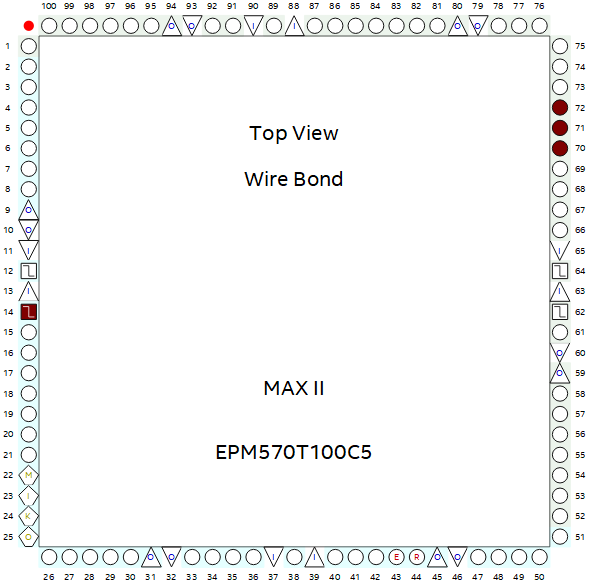 100 99 98 97 96 95 94 93 92 91 90 89 88 87 86 85 84 83 82 81 80 79 78 77 76
O O I I O O
1 75
2 74
3 73
4 72
5 71
6 70
7 69
8 68
9 O 67
10 O 66
11 I I 65
12 64
13 I I 63
14 62
15 61
16 O 60
17 O 59
18 58
19 57
20 56
21 55
22 M 54
23 I 53
24 K 52
25 O 51
Top View
Wire Bond
MAX II
EPM570T100C5
O O I I E R O O
26 27 28 29 30 31 32 33 34 35 36 37 38 39 40 41 42 43 44 45 46 47 48 49 50